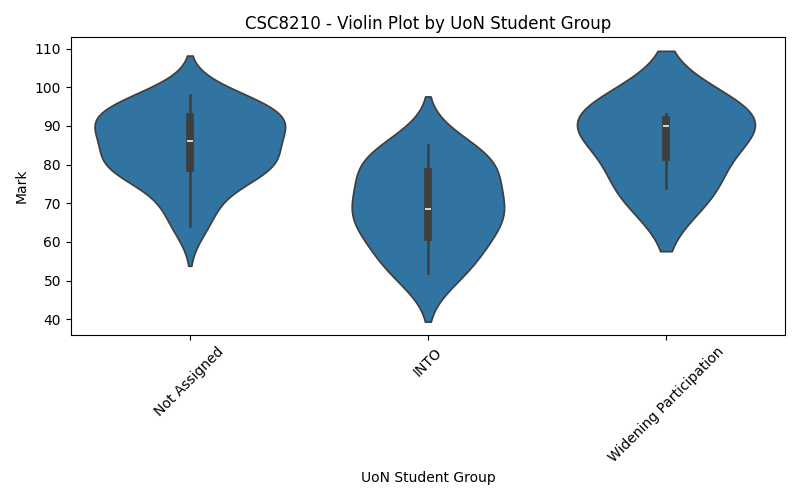 CSC8210 - Violin Plot by UoN Student Group
110
100
90
80
70
60
50
40
Mark
Not Assigned
INTO
Widening Participation
UoN Student Group